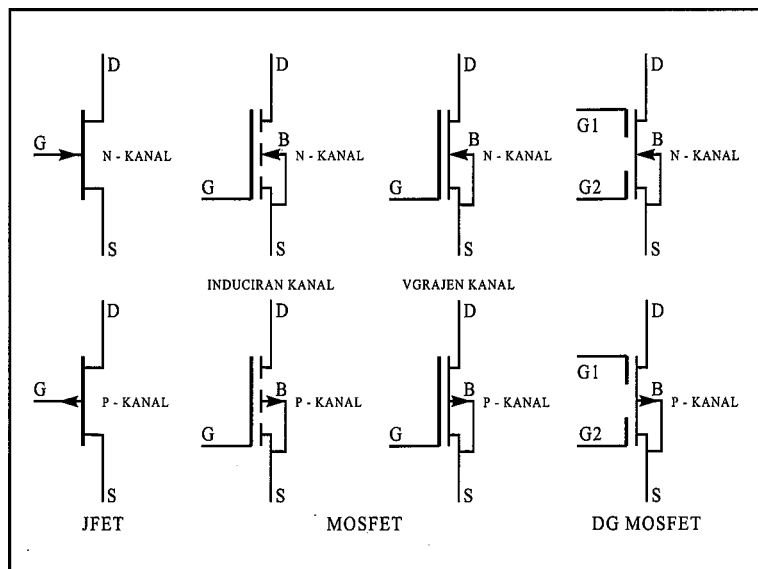 D D D D
G1
G N - KANAL B N - KANAL B N - KANAL B N - KANAL
G G G2
S S S S
INDUCIRAN KANAL VGRAJEN KANAL
D D D D
G1
G P - KANAL B P - KANAL B P - KANAL B P - KANAL
G G G2
S S S S
JFET MOSFET DG MOSFET